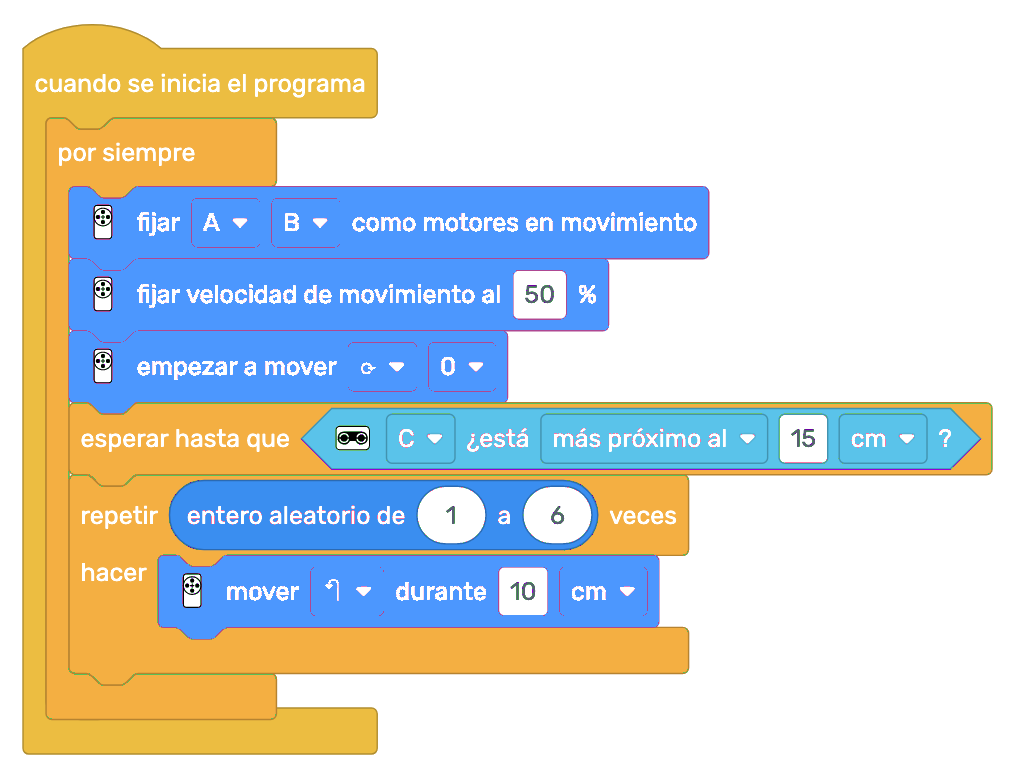 cuando se inicia el programa
por siempre
fijar A B como motores en movimiento
fijar velocidad de movimiento al 50 %
empezar a mover ⟳ 0
esperar hasta que C ¿está más próximo al 15 cm ?
repetir entero aleatorio de 1 a 6 veces
hacer
mover durante 10 cm